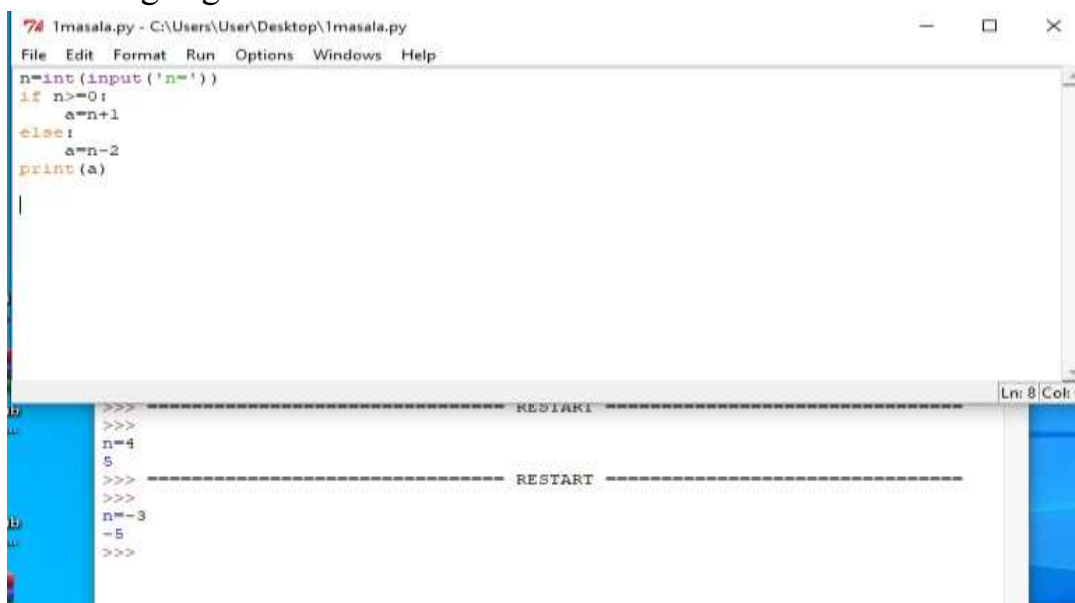 1masala.py - C:\Users\User\Desktop\1masala.py
File Edit Format Run Options Windows Help
n=int(input('n='))
if n>=0:
    a=n+1
else:
    a=n-2
print(a)
Ln: 8 Col:
>>> ================================ RESTART ================================
>>>
n=4
5
>>> ================================ RESTART ================================
>>>
n=-3
-5
>>>